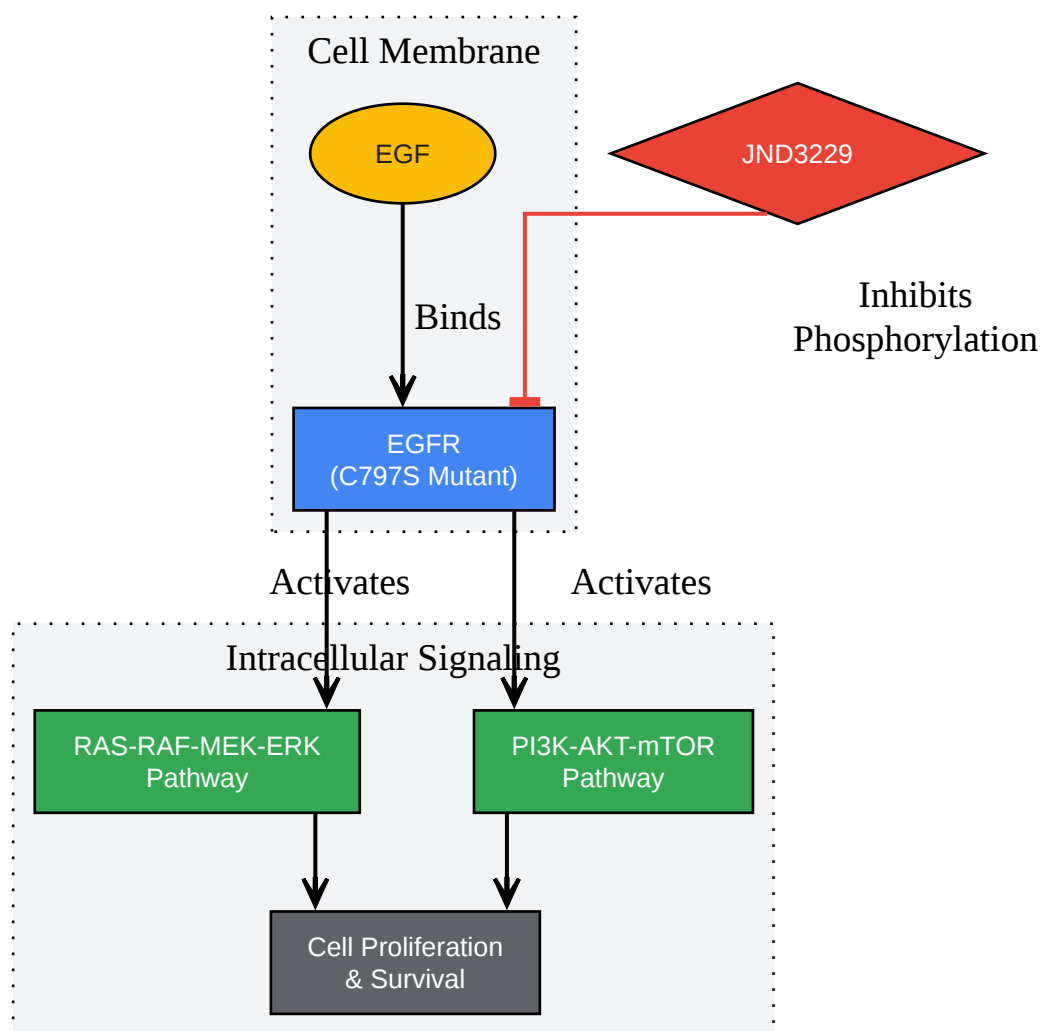 Cell Membrane
EGF
JND3229
Binds
Inhibits
Phosphorylation
EGFR
(C797S Mutant)
Activates
Activates
Intracellular Signaling
RAS-RAF-MEK-ERK
Pathway
PI3K-AKT-mTOR
Pathway
Cell Proliferation
& Survival